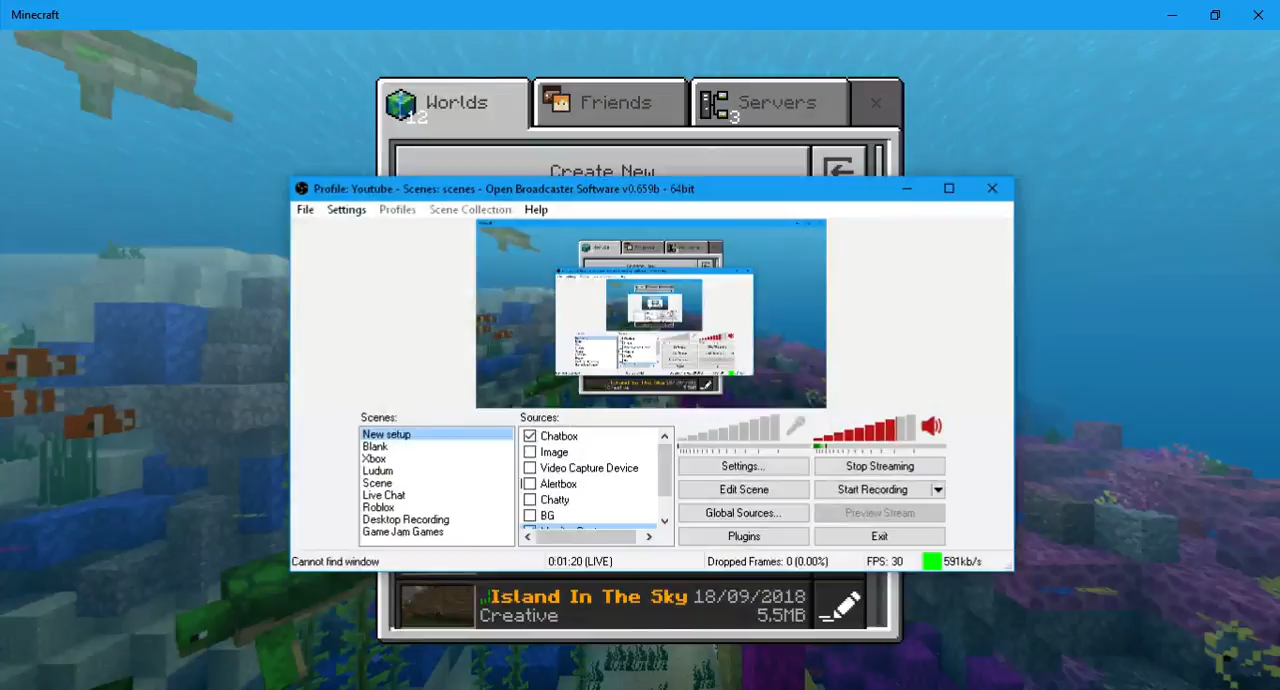 Minecraft
Worlds
12
Friends
Servers
3
Create New
Profile: Youtube - Scenes: scenes - Open Broadcaster Software v0.659b - 64bit
File Settings Profiles Scene Collection Help
Scenes:
New setup
Blank
Xbox
Ludum
Scene
Live Chat
Roblox
Desktop Recording
Game Jam Games
Sources:
Chatbox
Image
Video Capture Device
Alertbox
Chatty
BG
Settings...
Stop Streaming
Edit Scene
Start Recording
Global Sources...
Preview Stream
Plugins
Exit
Cannot find window
0:01:20 (LIVE)
Dropped Frames: 0 (0.00%)
FPS: 30
591kb/s
Island In The Sky 18/09/2018
Creative 5.5MB